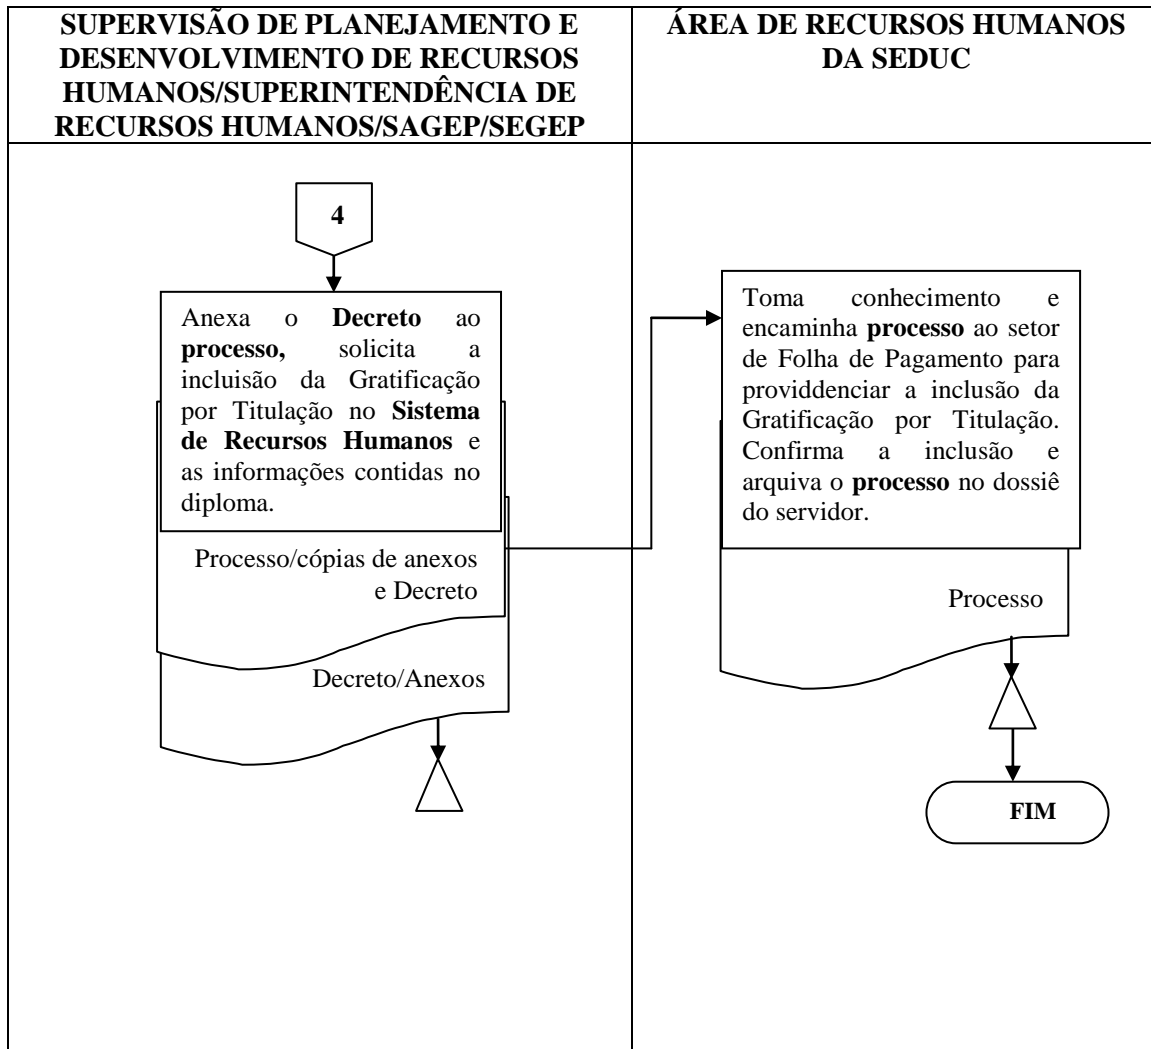 SUPERVISÃO DE PLANEJAMENTO E
DESENVOLVIMENTO DE RECURSOS
HUMANOS/SUPERINTENDÊNCIA DE
RECURSOS HUMANOS/SAGEP/SEGEP
ÁREA DE RECURSOS HUMANOS
DA SEDUC
4
Anexa o Decreto ao
processo, solicita a
incluisão da Gratificação
por Titulação no Sistema
de Recursos Humanos e
as informações contidas no
diploma.
Processo/cópias de anexos
e Decreto
Decreto/Anexos
Toma conhecimento e
encaminha processo ao setor
de Folha de Pagamento para
providdenciar a inclusão da
Gratificação por Titulação.
Confirma a inclusão e
arquiva o processo no dossiê
do servidor.
Processo
FIM